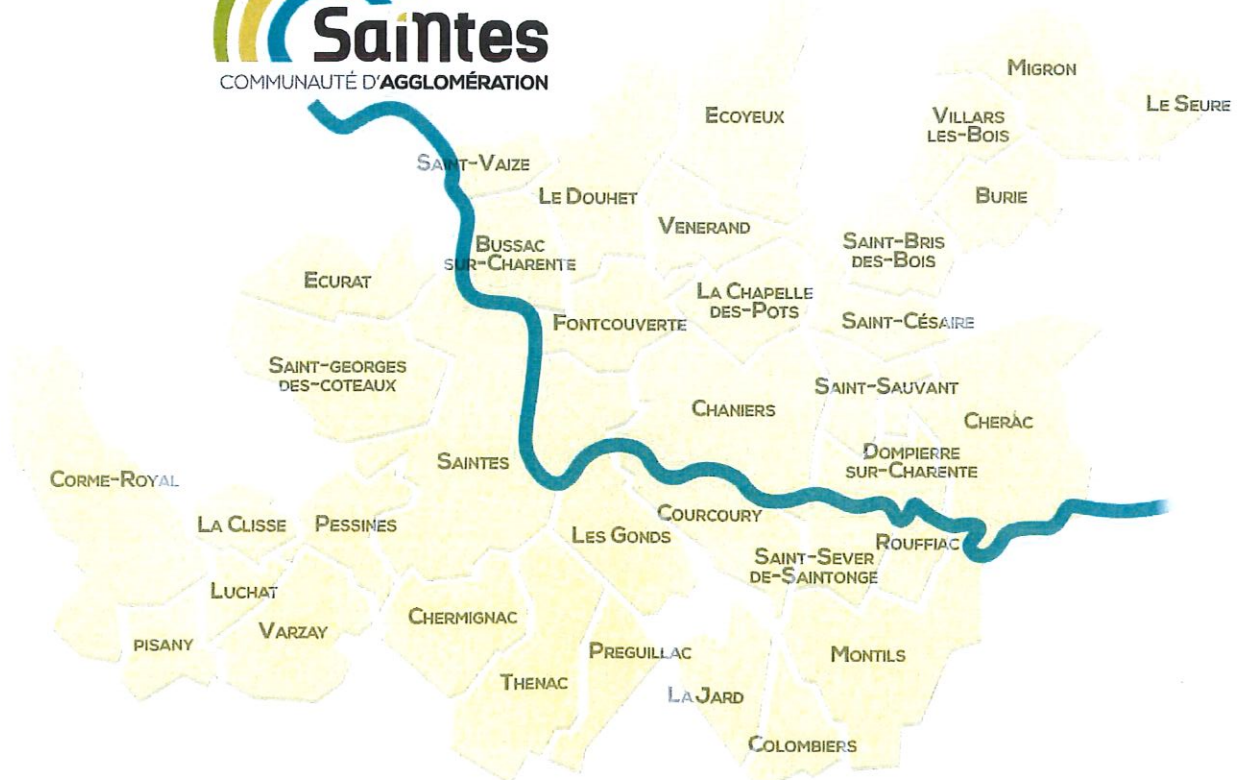 Saintes
COMMUNAUTÉ D'AGGLOMÉRATION
MIGRON
LE SEURE
ECOYEUX
VILLARS
LES-BOIS
SAINT-VAIZE
LE DOUHET
BURIE
VENERAND
BUSSAC
SUR-CHARENTE
SAINT-BRIS
DES-BOIS
ECURAT
LA CHAPELLE
DES-POTS
FONTCOUVERTE
SAINT-CÉSAIRE
SAINT-GEORGES
DES-COTEAUX
SAINT-SAUVANT
CHANIERS
CHERAC
DOMPIERRE
SUR-CHARENTE
SAINTES
CORME-ROYAL
LA CLISSE
PESSINES
COURCOURY
LES GONDS
ROUFFIAC
SAINT-SEVER
DE-SAINTONGE
LUCHAT
CHERMIGNAC
VARZAY
PISANY
PREGUILLAC
MONTILS
THENAC
LA JARD
COLOMBIERS